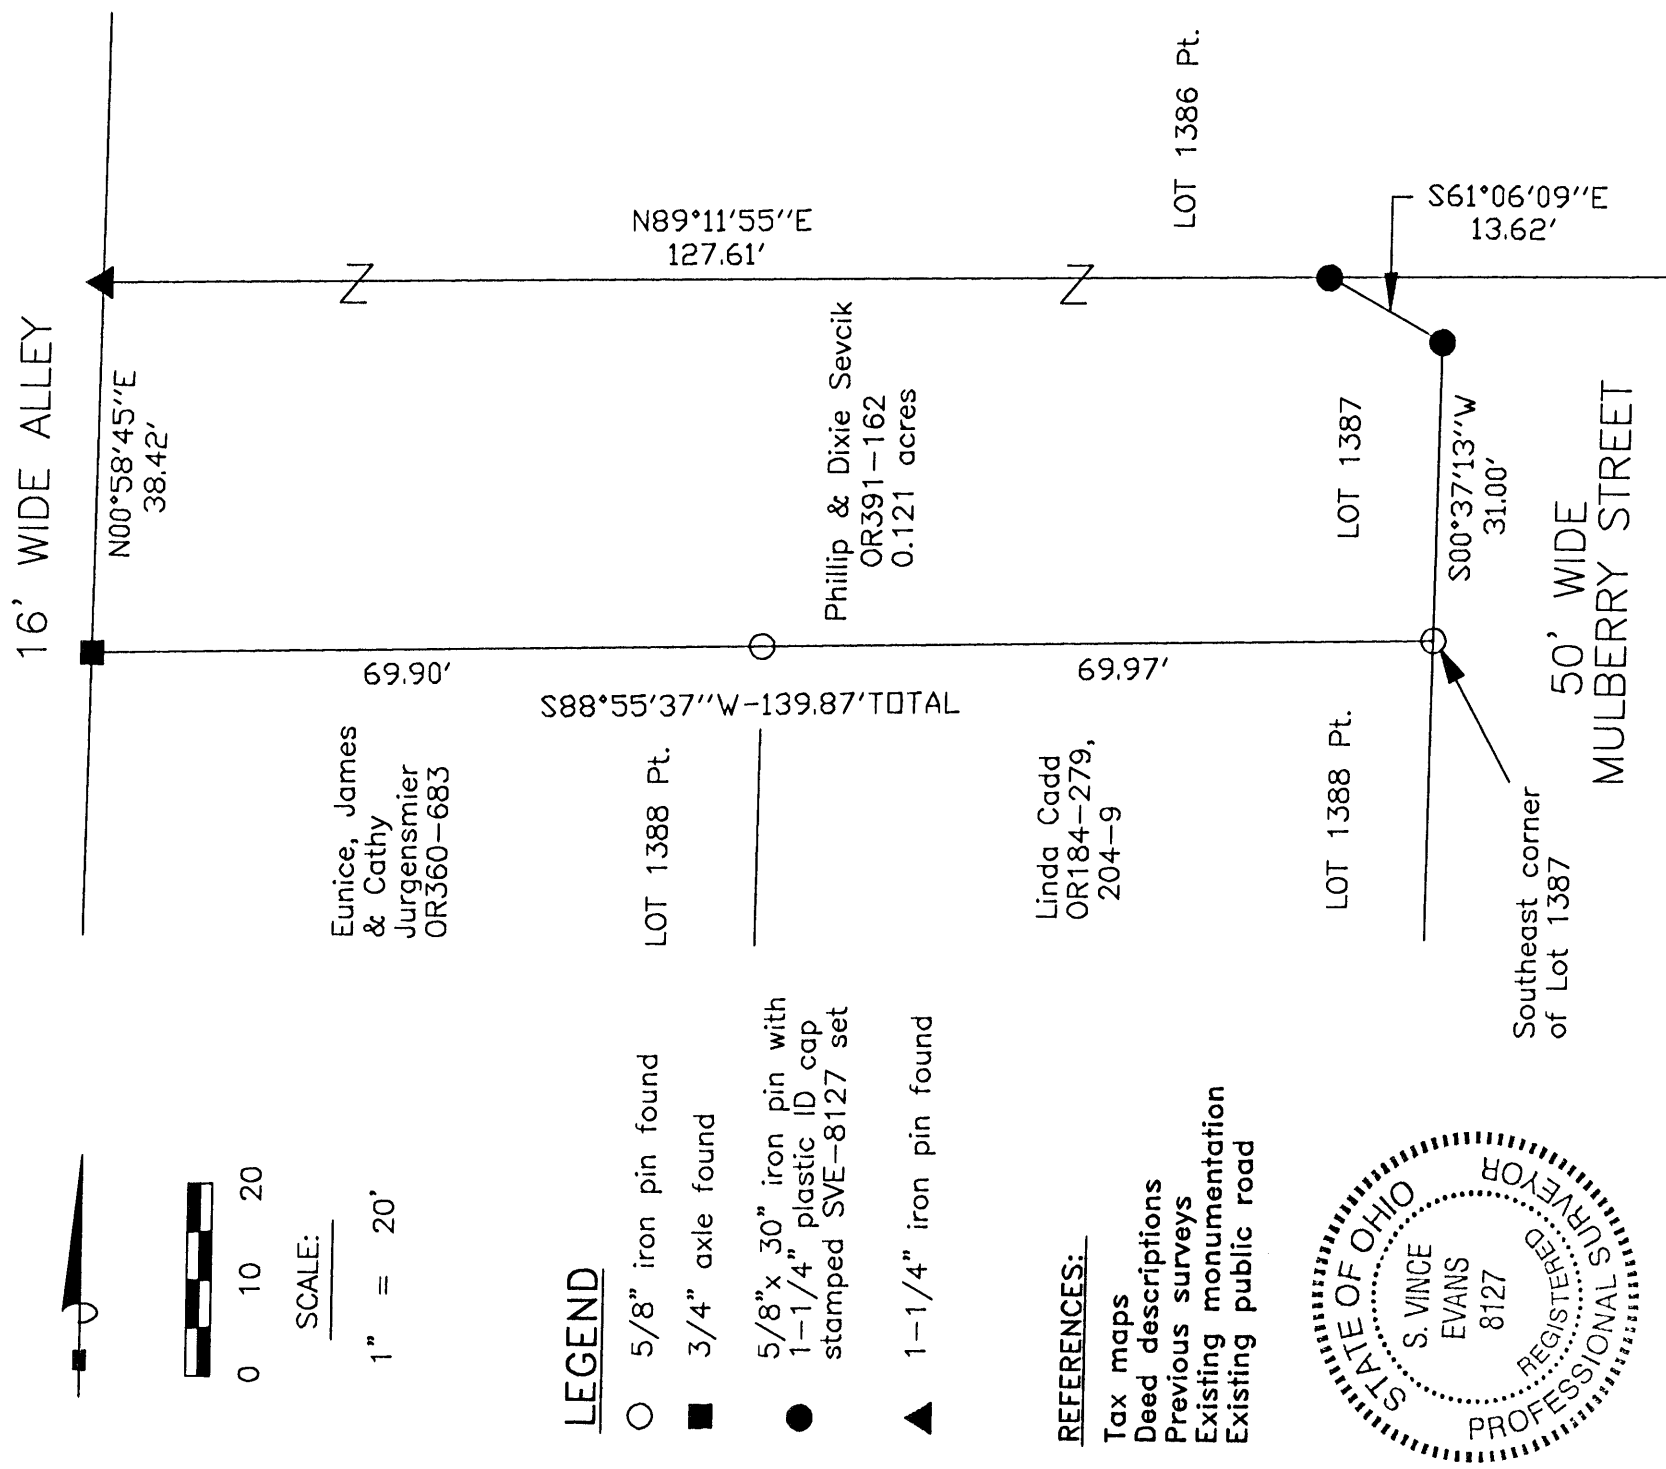 16' WIDE ALLEY
N00°58'45''E
38.42'
N89°11'55''E
127.61'
LOT 1386 Pt.
S61°06'09''E
13.62'
Phillip & Dixie Sevcik
OR391-162
0.121 acres
LOT 1387
S00°37'13''W
31.00'
50' WIDE
MULBERRY STREET
69.90'
69.97'
S88°55'37''W-139.87'TOTAL
Eunice, James
& Cathy
Jurgensmier
OR360-683
LOT 1388 Pt.
Linda Cadd
OR184-279,
204-9
LOT 1388 Pt.
Southeast corner
of Lot 1387
0 10 20
SCALE:
1" = 20'
LEGEND
5/8" iron pin found
3/4" axle found
5/8"x 30" iron pin with
1-1/4" plastic ID cap
stamped SVE-8127 set
1-1/4" iron pin found
REFERENCES:
Tax maps
Deed descriptions
Previous surveys
Existing monumentation
Existing public road
STATE OF OHIO
S. VINCE
EVANS
8127
REGISTERED
PROFESSIONAL SURVEYOR